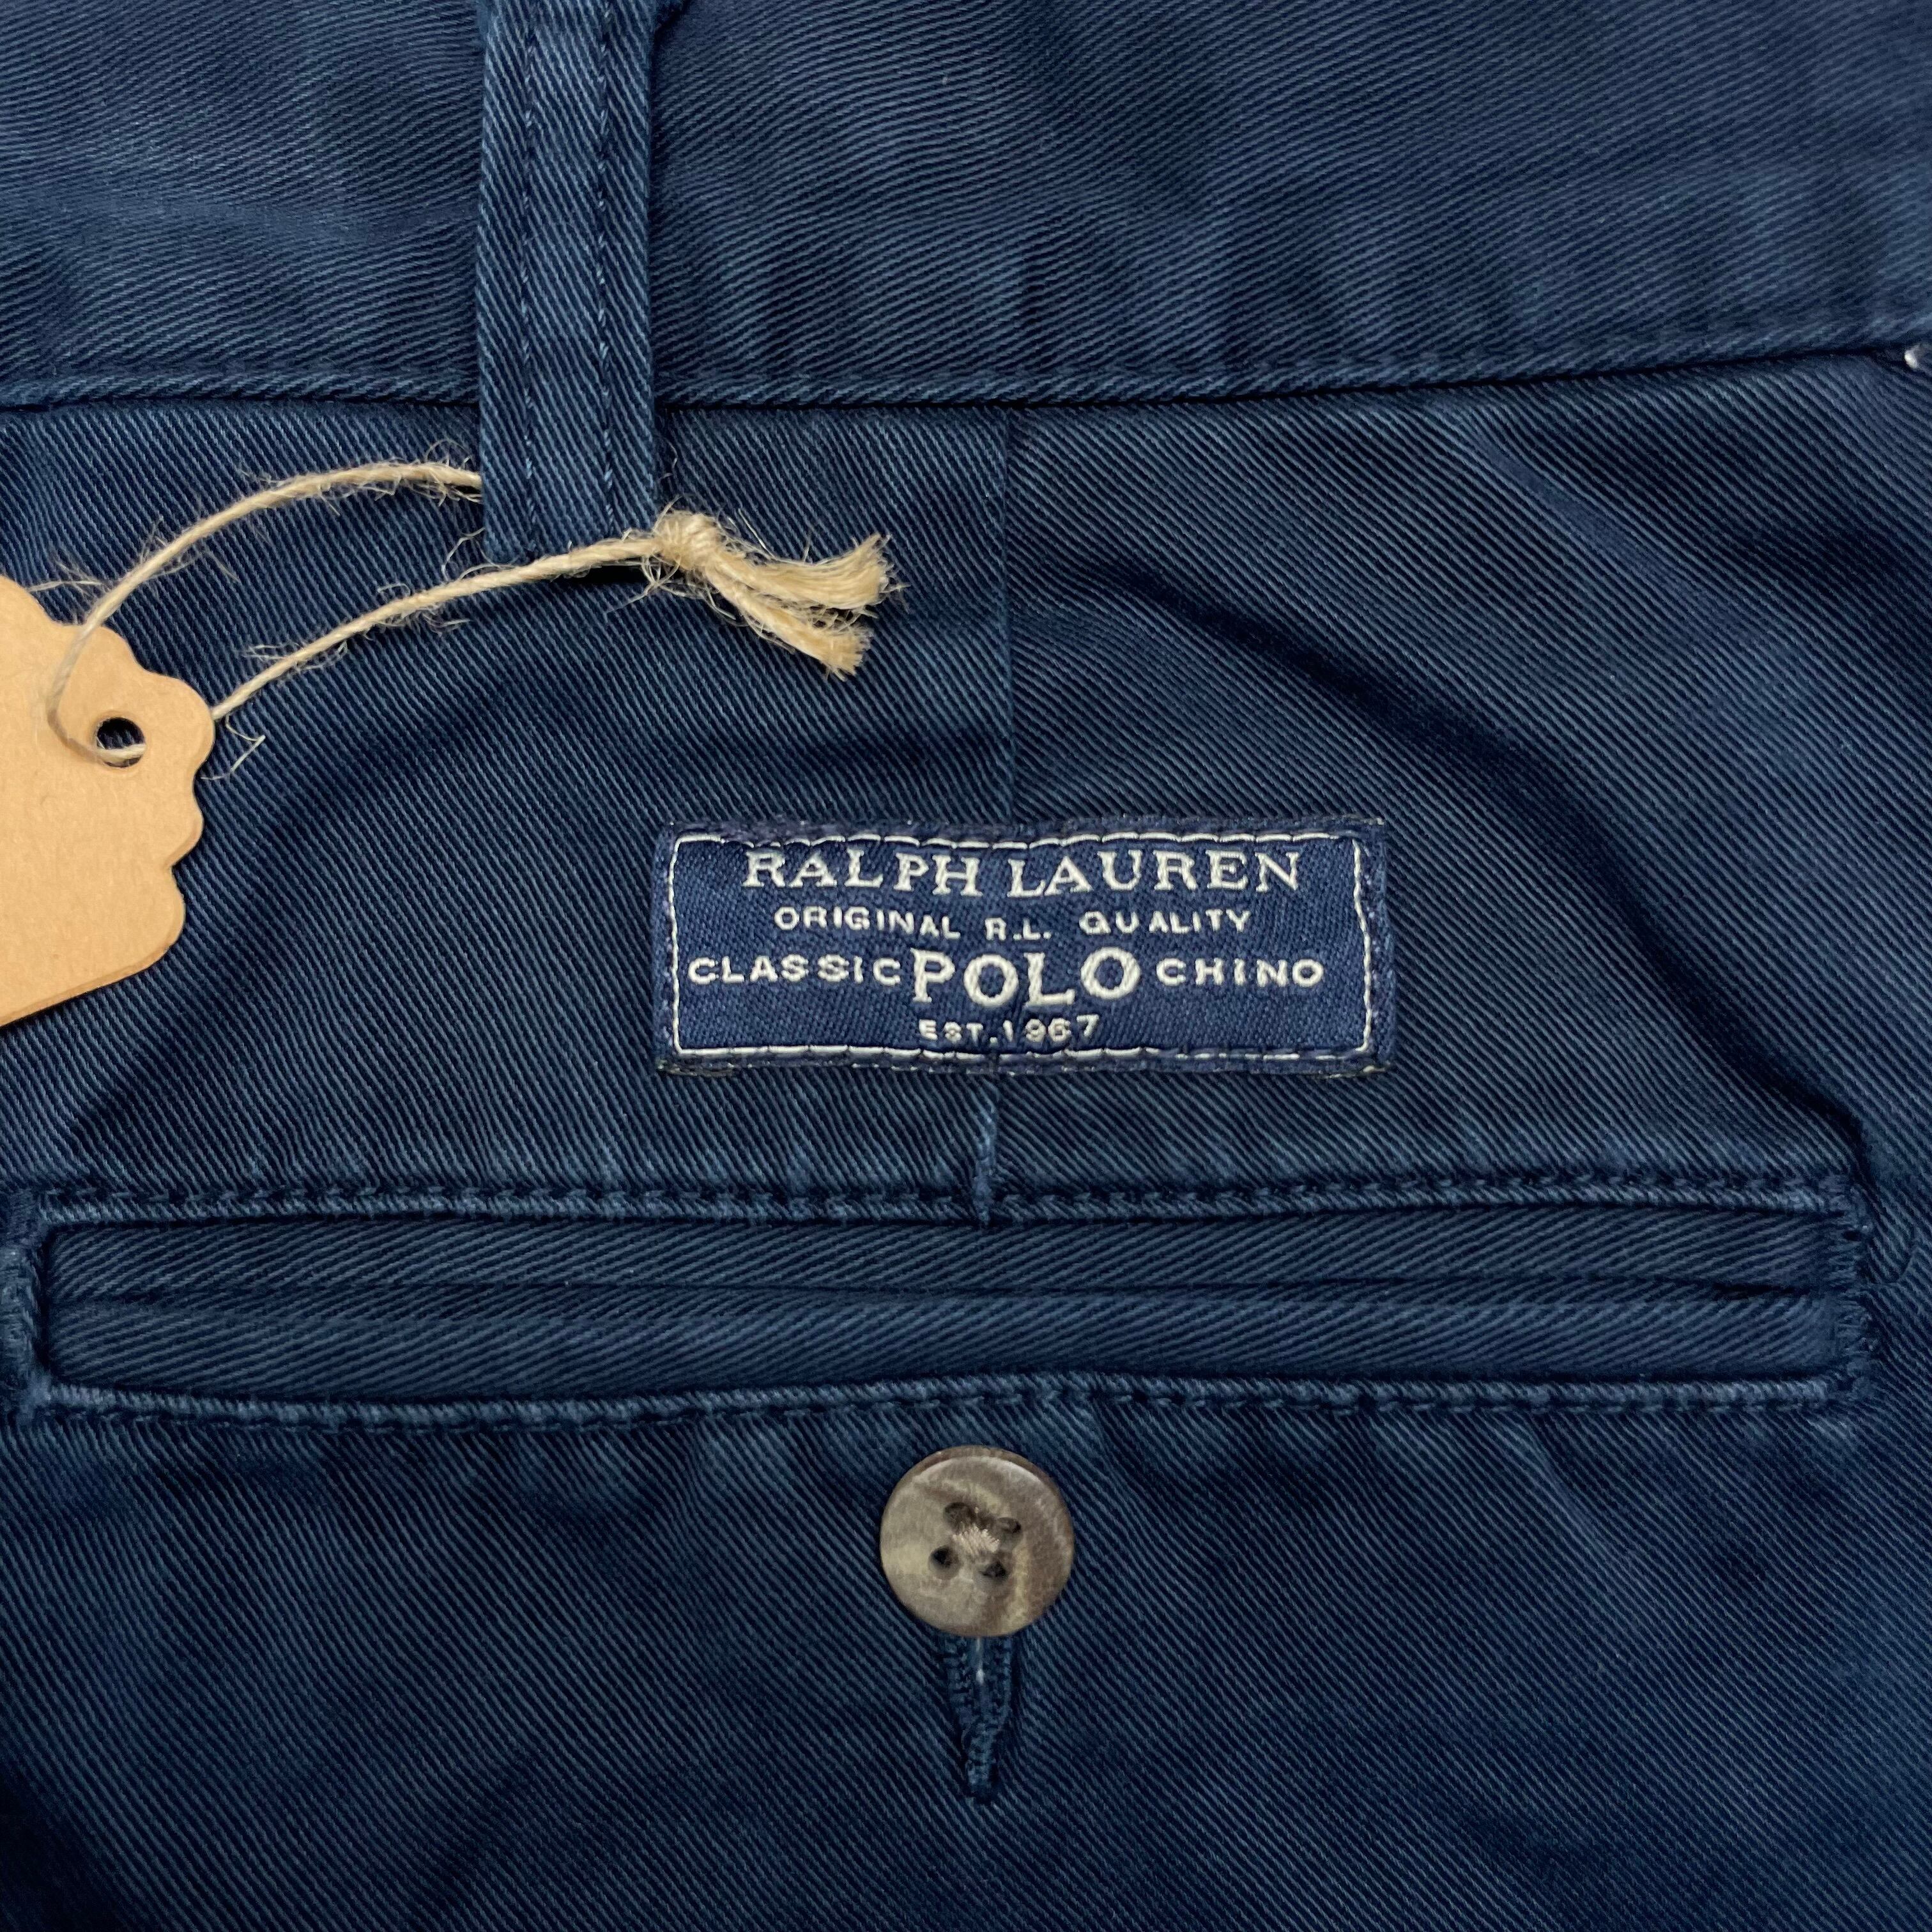 RALPH LAUREN
ORIGINAL R.L. QUALITY
CLASSIC POLO CHINO
EST. 1967